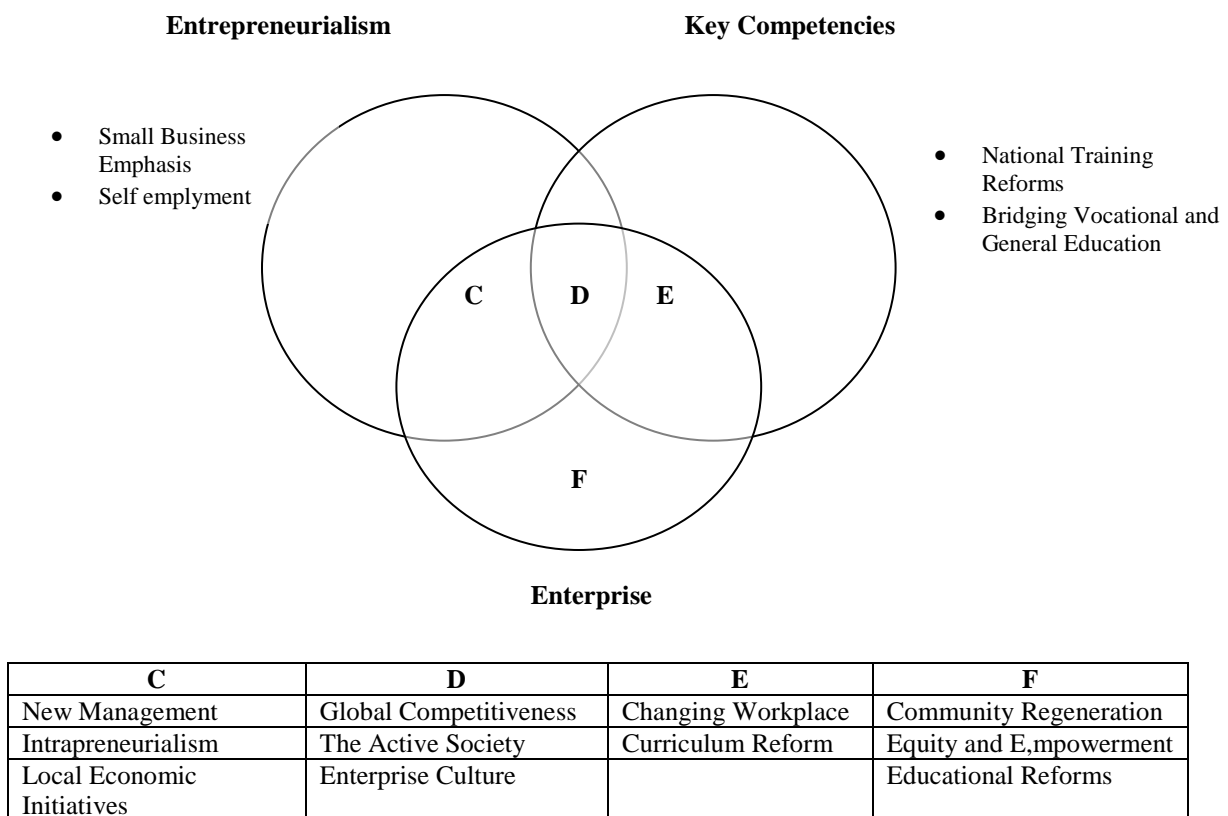 Entrepreneurialism
Key Competencies
• Small Business
Emphasis
• Self emplyment
• National Training
Reforms
• Bridging Vocational and
General Education
C
D
E
F
Enterprise
C D E F
New Management Global Competitiveness Changing Workplace Community Regeneration
Intrapreneurialism The Active Society Curriculum Reform Equity and E,mpowerment
Local Economic Enterprise Culture Educational Reforms
Initiatives